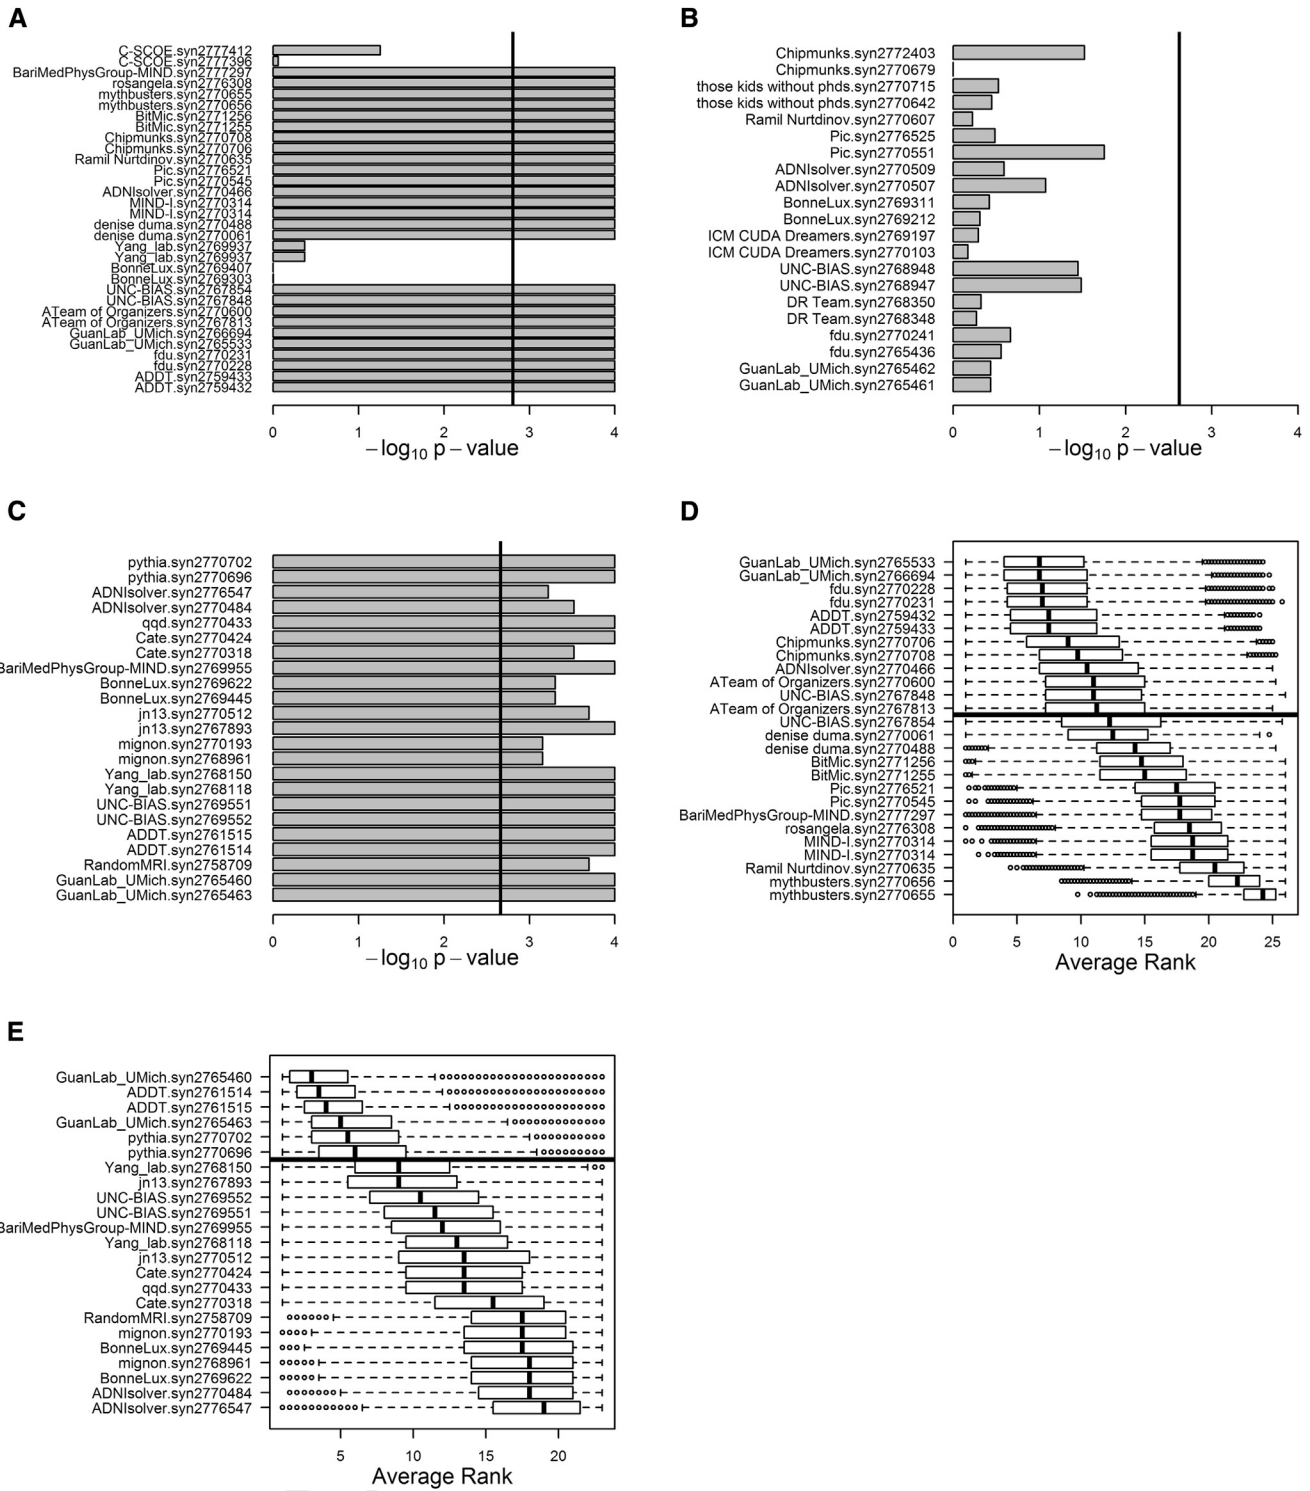 A
C-SCOE.syn2777412
C-SCOE.syn2777396
BariMedPhysGroup-MIND.syn2777297
rosangela.syn2776308
mythbusters.syn2770655
mythbusters.syn2770656
BitMic.syn2771256
BitMic.syn2771255
Chipmunks.syn2770708
Chipmunks.syn2770706
Ramil Nurtdinov.syn2770635
Pic.syn2776521
Pic.syn2770545
ADNIsolver.syn2770466
MIND-I.syn2770314
MIND-I.syn2770314
denise duma.syn2770488
denise duma.syn2770061
Yang_lab.syn2769937
Yang_lab.syn2769937
BonneLux.syn2769407
BonneLux.syn2769303
UNC-BIAS.syn2767854
UNC-BIAS.syn2767848
ATeam of Organizers.syn2770600
ATeam of Organizers.syn2767813
GuanLab_UMich.syn2766694
GuanLab_UMich.syn2765533
fdu.syn2770231
fdu.syn2770228
ADDT.syn2759433
ADDT.syn2759432
0 1 2 3 4
−log10 p−value
B
Chipmunks.syn2772403
Chipmunks.syn2770679
those kids without phds.syn2770715
those kids without phds.syn2770642
Ramil Nurtdinov.syn2770607
Pic.syn2776525
Pic.syn2770551
ADNIsolver.syn2770509
ADNIsolver.syn2770507
BonneLux.syn2769311
BonneLux.syn2769212
ICM CUDA Dreamers.syn2769197
ICM CUDA Dreamers.syn2770103
UNC-BIAS.syn2768948
UNC-BIAS.syn2768947
DR Team.syn2768350
DR Team.syn2768348
fdu.syn2770241
fdu.syn2765436
GuanLab_UMich.syn2765462
GuanLab_UMich.syn2765461
0 1 2 3 4
−log10 p−value
C
pythia.syn2770702
pythia.syn2770696
ADNIsolver.syn2776547
ADNIsolver.syn2770484
qqd.syn2770433
Cate.syn2770424
Cate.syn2770318
BariMedPhysGroup-MIND.syn2769955
BonneLux.syn2769622
BonneLux.syn2769445
jn13.syn2770512
jn13.syn2767893
mignon.syn2770193
mignon.syn2768961
Yang_lab.syn2768150
Yang_lab.syn2768118
UNC-BIAS.syn2769551
UNC-BIAS.syn2769552
ADDT.syn2761515
ADDT.syn2761514
RandomMRI.syn2758709
GuanLab_UMich.syn2765460
GuanLab_UMich.syn2765463
0 1 2 3 4
−log10 p−value
D
GuanLab_UMich.syn2765533
GuanLab_UMich.syn2766694
fdu.syn2770228
fdu.syn2770231
ADDT.syn2759432
ADDT.syn2759433
Chipmunks.syn2770706
Chipmunks.syn2770708
ADNIsolver.syn2770466
ATeam of Organizers.syn2770600
UNC-BIAS.syn2767848
ATeam of Organizers.syn2767813
UNC-BIAS.syn2767854
denise duma.syn2770061
denise duma.syn2770488
BitMic.syn2771256
BitMic.syn2771255
Pic.syn2776521
Pic.syn2770545
BariMedPhysGroup-MIND.syn2777297
rosangela.syn2776308
MIND-I.syn2770314
MIND-I.syn2770314
Ramil Nurtdinov.syn2770635
mythbusters.syn2770656
mythbusters.syn2770655
0 5 10 15 20 25
Average Rank
E
GuanLab_UMich.syn2765460
ADDT.syn2761514
ADDT.syn2761515
GuanLab_UMich.syn2765463
pythia.syn2770702
pythia.syn2770696
Yang_lab.syn2768150
jn13.syn2767893
UNC-BIAS.syn2769552
UNC-BIAS.syn2769551
BariMedPhysGroup-MIND.syn2769955
Yang_lab.syn2768118
jn13.syn2770512
Cate.syn2770424
qqd.syn2770433
Cate.syn2770318
RandomMRI.syn2758709
mignon.syn2770193
BonneLux.syn2769445
mignon.syn2768961
BonneLux.syn2769622
ADNIsolver.syn2770484
ADNIsolver.syn2776547
5 10 15 20
Average Rank